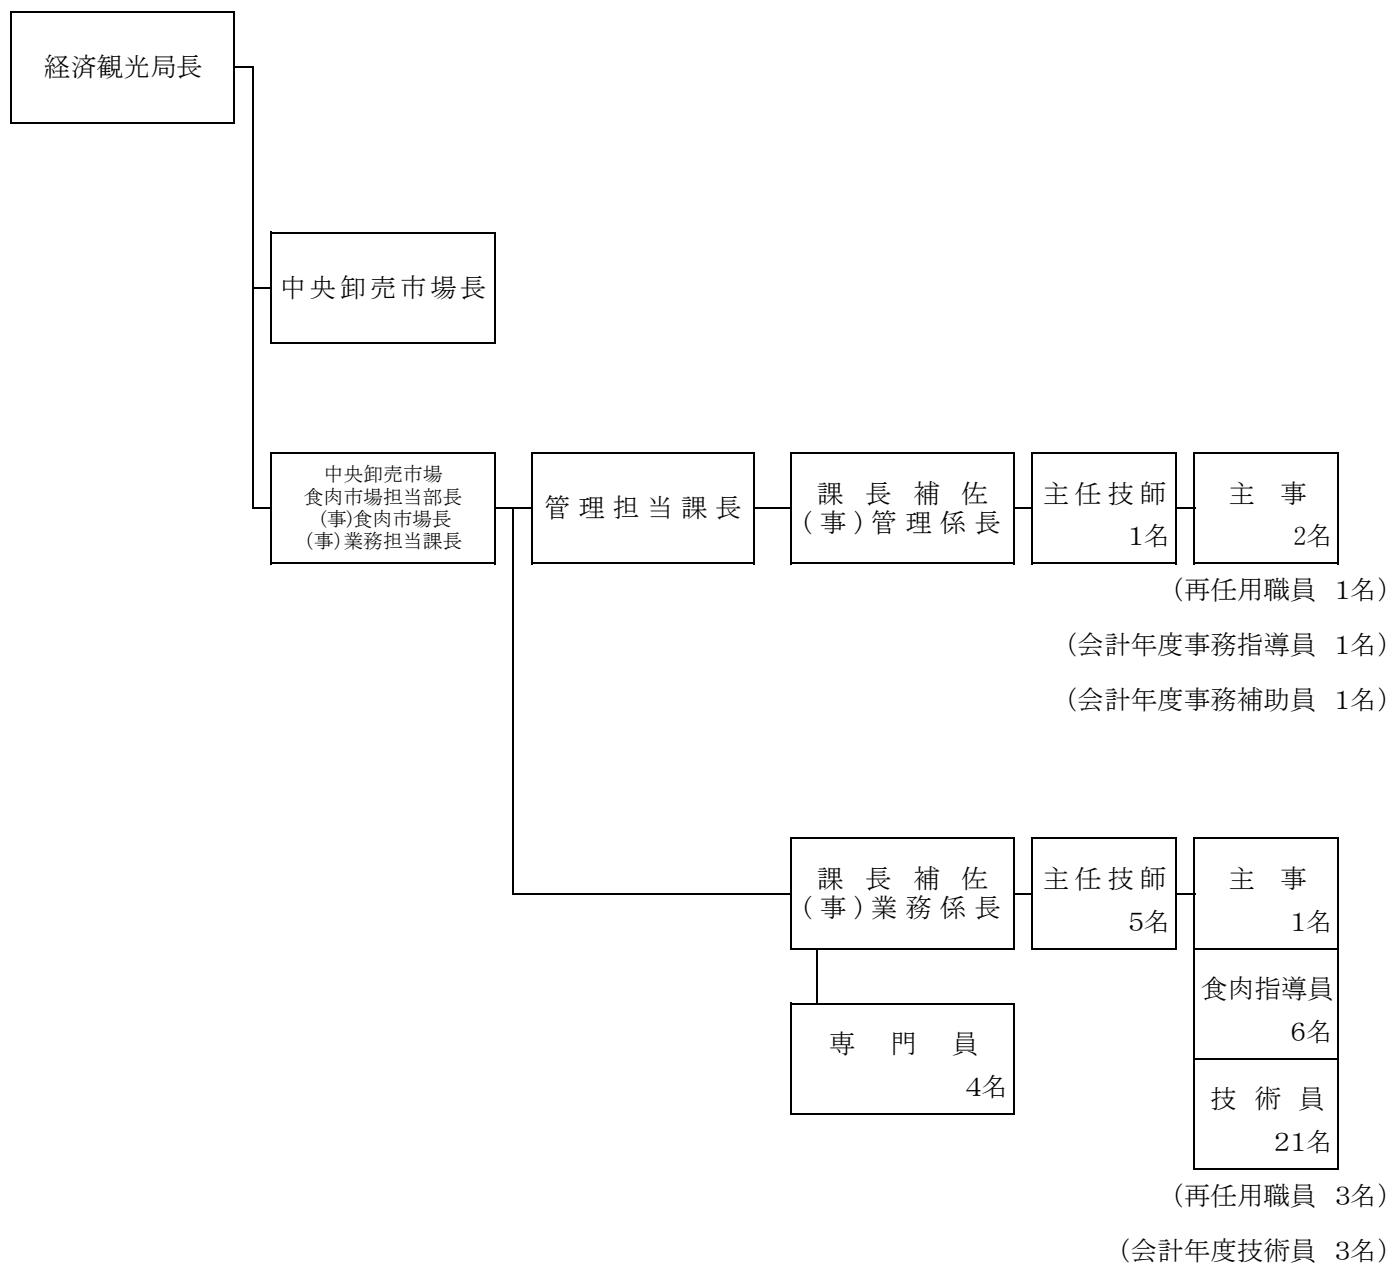 経済観光局長
中央卸売市場長
中央卸売市場
食肉市場担当部長
(事)食肉市場長
(事)業務担当課長
管理担当課長
課長補佐
(事)管理係長
主任技師
1名
主事
2名
(再任用職員 1名)
(会計年度事務指導員 1名)
(会計年度事務補助員 1名)
課長補佐
(事)業務係長
主任技師
5名
主事
1名
食肉指導員
6名
専門員
4名
技術員
21名
(再任用職員 3名)
(会計年度技術員 3名)